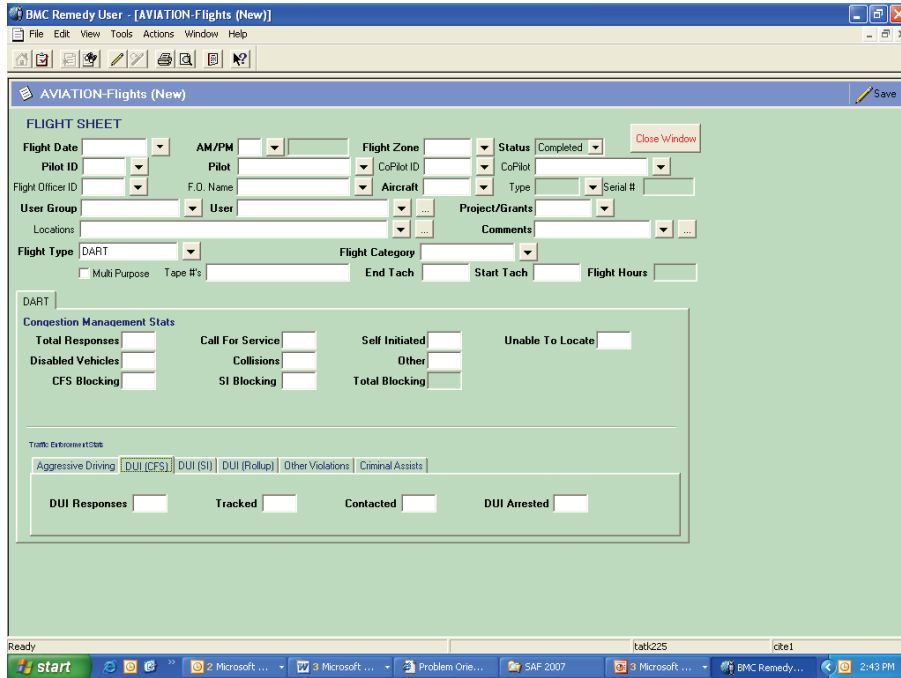 BMC Remedy User - [AVIATION-Flights (New)]
File Edit View Tools Actions Window Help
AVIATION-Flights (New) Save
FLIGHT SHEET
Close Window
Flight Date AM/PM Flight Zone Status Completed
Pilot ID Pilot CoPilot ID CoPilot
Flight Officer ID F.O. Name Aircraft Type Serial #
User Group User ... Project/Grants
Locations ... Comments ...
Flight Type DART Flight Category
Multi Purpose Tape #'s End Tach Start Tach Flight Hours
DART
Congestion Management Stats
Total Responses Call For Service Self Initiated Unable To Locate
Disabled Vehicles Collisions Other
CFS Blocking SI Blocking Total Blocking
Traffic Enforcement Stats
Aggressive Driving DUI (CFS) DUI (SI) DUI (Rollup) Other Violations Criminal Assists
DUI Responses Tracked Contacted DUI Arrested
Ready tatk225 cite1
start 2 Microsoft ... 3 Microsoft ... Problem Orie... SAF 2007 3 Microsoft ... BMC Remedy... 2:43 PM